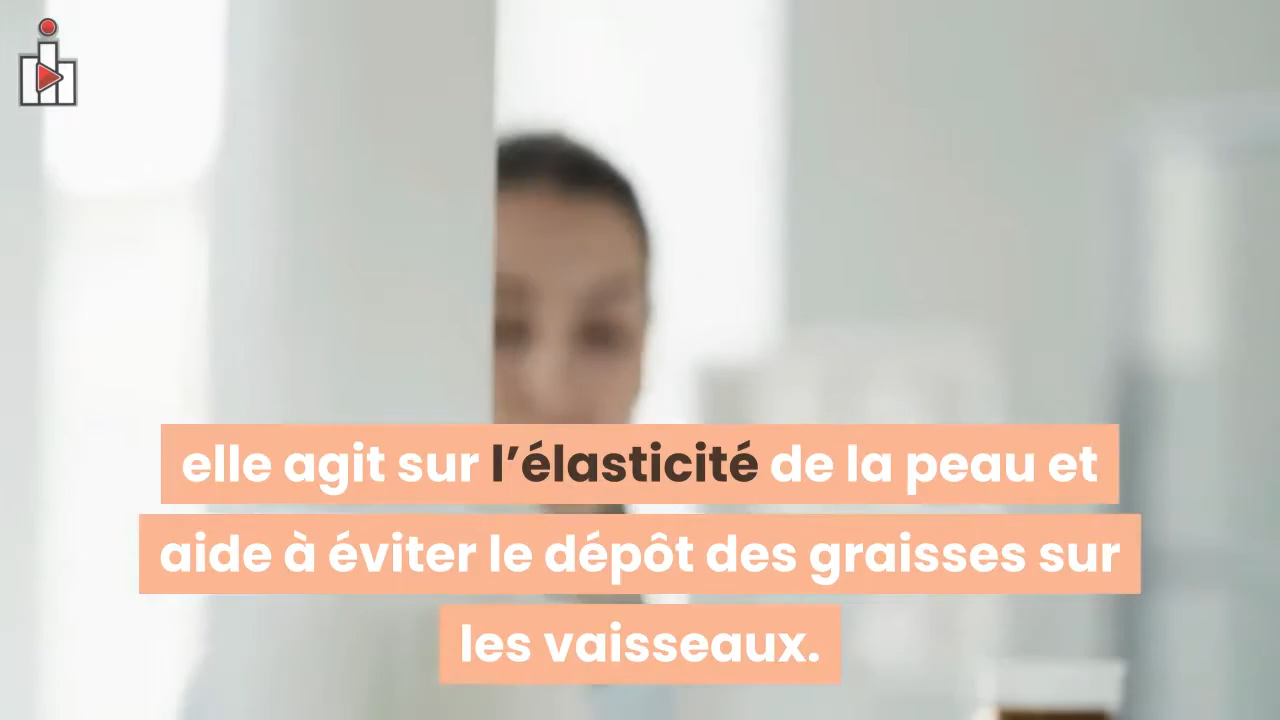 elle agit sur l’élasticité de la peau et
aide à éviter le dépôt des graisses sur
les vaisseaux.